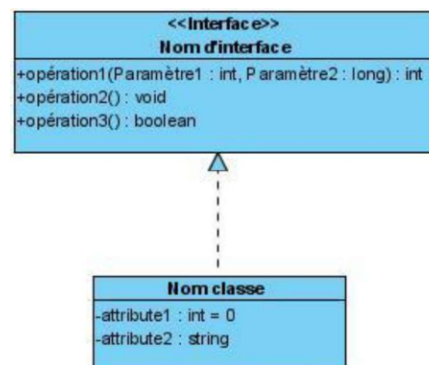 <<Interface>>
Nom d'interface
+opération1(Paramètre1 : int, Paramètre2 : long) : int
+opération2() : void
+opération3() : boolean
Nom classe
-attribute1 : int = 0
-attribute2 : string